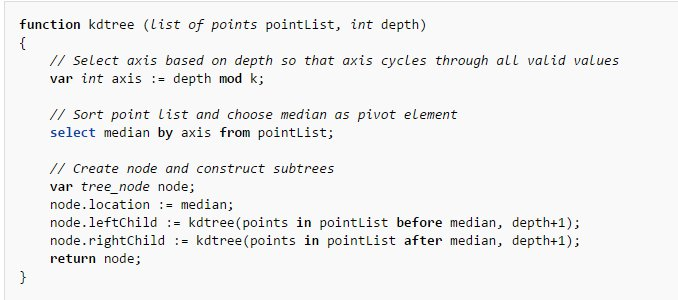 function kdtree (list of points pointList, int depth)
{
// Select axis based on depth so that axis cycles through all valid values
var int axis := depth mod k;
// Sort point list and choose median as pivot element
select median by axis from pointList;
// Create node and construct subtrees
var tree_node node;
node.location := median;
node.leftChild := kdtree(points in pointList before median, depth+1);
node.rightChild := kdtree(points in pointList after median, depth+1);
return node;
}